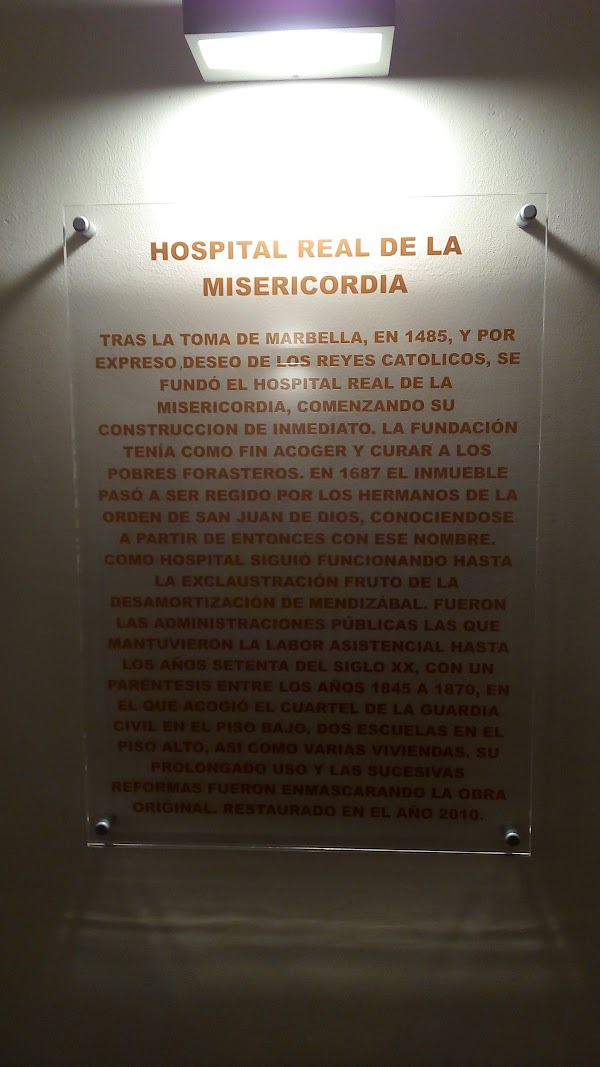 HOSPITAL REAL DE LA
MISERICORDIA
TRAS LA TOMA DE MARBELLA, EN 1485, Y POR
EXPRESO DESEO DE LOS REYES CATOLICOS, SE
FUNDÓ EL HOSPITAL REAL DE LA
MISERICORDIA, COMENZANDO SU
CONSTRUCCION DE INMEDIATO. LA FUNDACIÓN
TENÍA COMO FIN ACOGER Y CURAR A LOS
POBRES FORASTEROS. EN 1687 EL INMUEBLE
PASÓ A SER REGIDO POR LOS HERMANOS DE LA
ORDEN DE SAN JUAN DE DIOS, CONOCIENDOSE
A PARTIR DE ENTONCES CON ESE NOMBRE.
COMO HOSPITAL SIGUIÓ FUNCIONANDO HASTA
LA EXCLAUSTRACIÓN FRUTO DE LA
DESAMORTIZACIÓN DE MENDIZÁBAL. FUERON
LAS ADMINISTRACIONES PÚBLICAS LAS QUE
MANTUVIERON LA LABOR ASISTENCIAL HASTA
LOS AÑOS SETENTA DEL SIGLO XX, CON UN
PARÉNTESIS ENTRE LOS AÑOS 1845 A 1870, EN
EL QUE ACOGIÓ EL CUARTEL DE LA GUARDIA
CIVIL EN EL PISO BAJO, DOS ESCUELAS EN EL
PISO ALTO, ASI COMO VARIAS VIVIENDAS. SU
PROLONGADO USO Y LAS SUCESIVAS
REFORMAS FUERON ENMASCARANDO LA OBRA
ORIGINAL. RESTAURADO EN EL AÑO 2010.